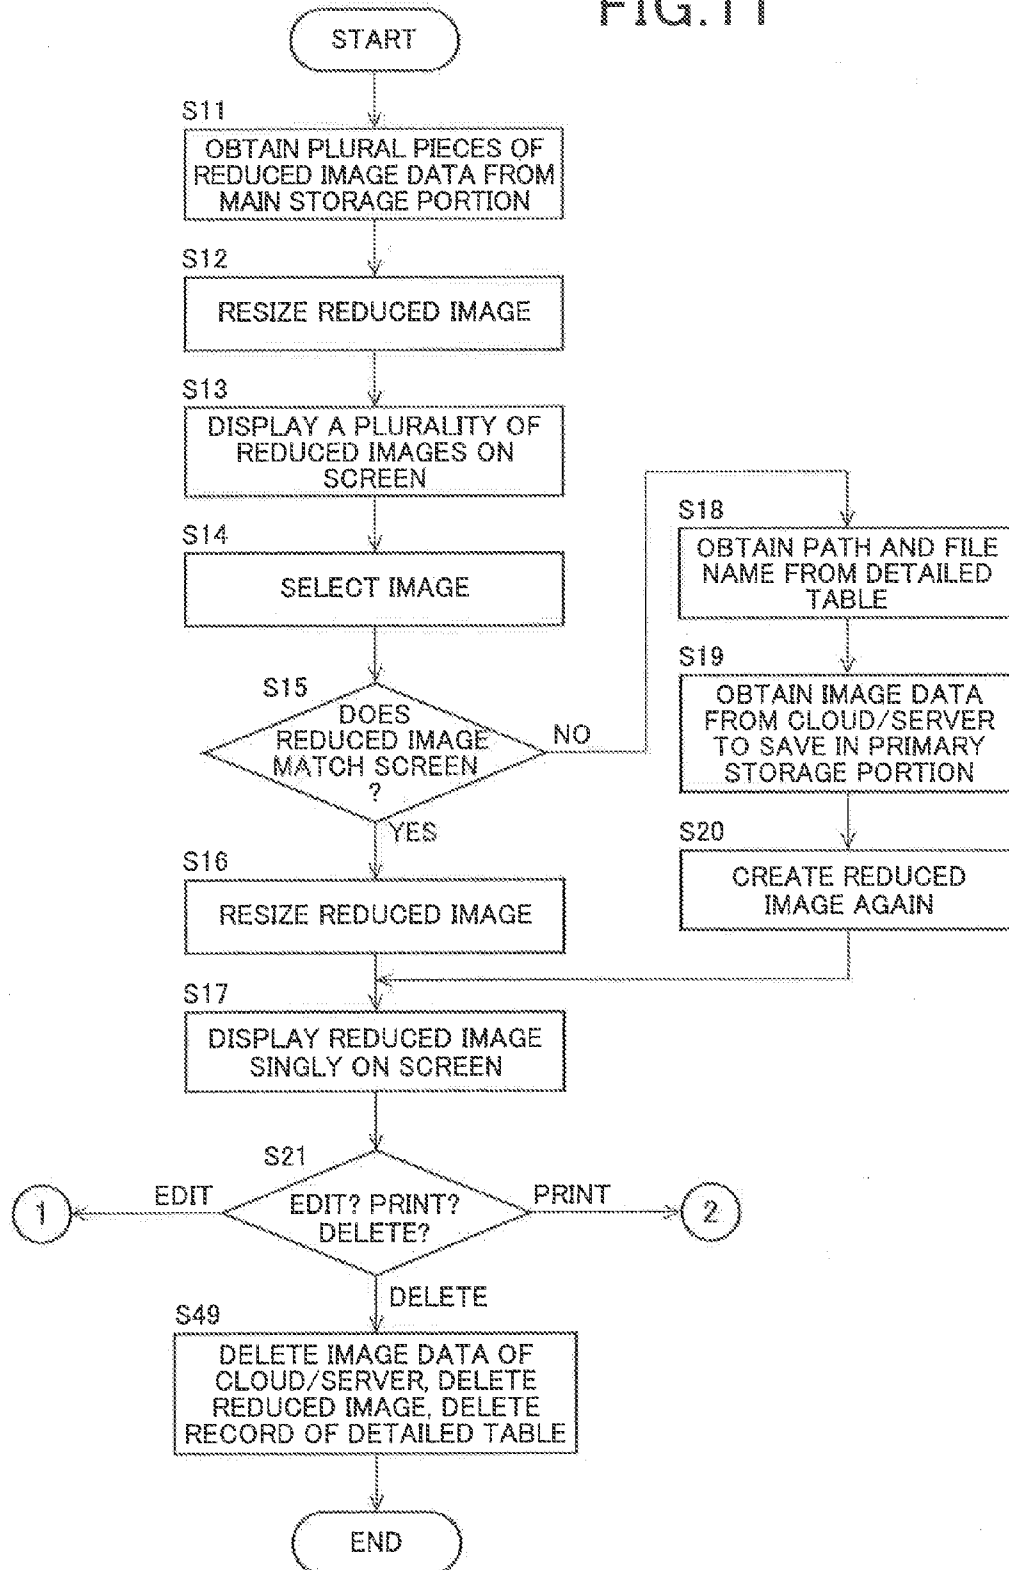 FIG.11
START
S11
OBTAIN PLURAL PIECES OF
REDUCED IMAGE DATA FROM
MAIN STORAGE PORTION
S12
RESIZE REDUCED IMAGE
S13
DISPLAY A PLURALITY OF
REDUCED IMAGES ON
SCREEN
S14
SELECT IMAGE
S15
DOES
REDUCED IMAGE
MATCH SCREEN
?
NO
YES
S18
OBTAIN PATH AND FILE
NAME FROM DETAILED
TABLE
S19
OBTAIN IMAGE DATA
FROM CLOUD/SERVER
TO SAVE IN PRIMARY
STORAGE PORTION
S20
CREATE REDUCED
IMAGE AGAIN
S16
RESIZE REDUCED IMAGE
S17
DISPLAY REDUCED IMAGE
SINGLY ON SCREEN
S21
EDIT? PRINT?
DELETE?
EDIT
1
PRINT
2
DELETE
S49
DELETE IMAGE DATA OF
CLOUD/SERVER, DELETE
REDUCED IMAGE, DELETE
RECORD OF DETAILED TABLE
END